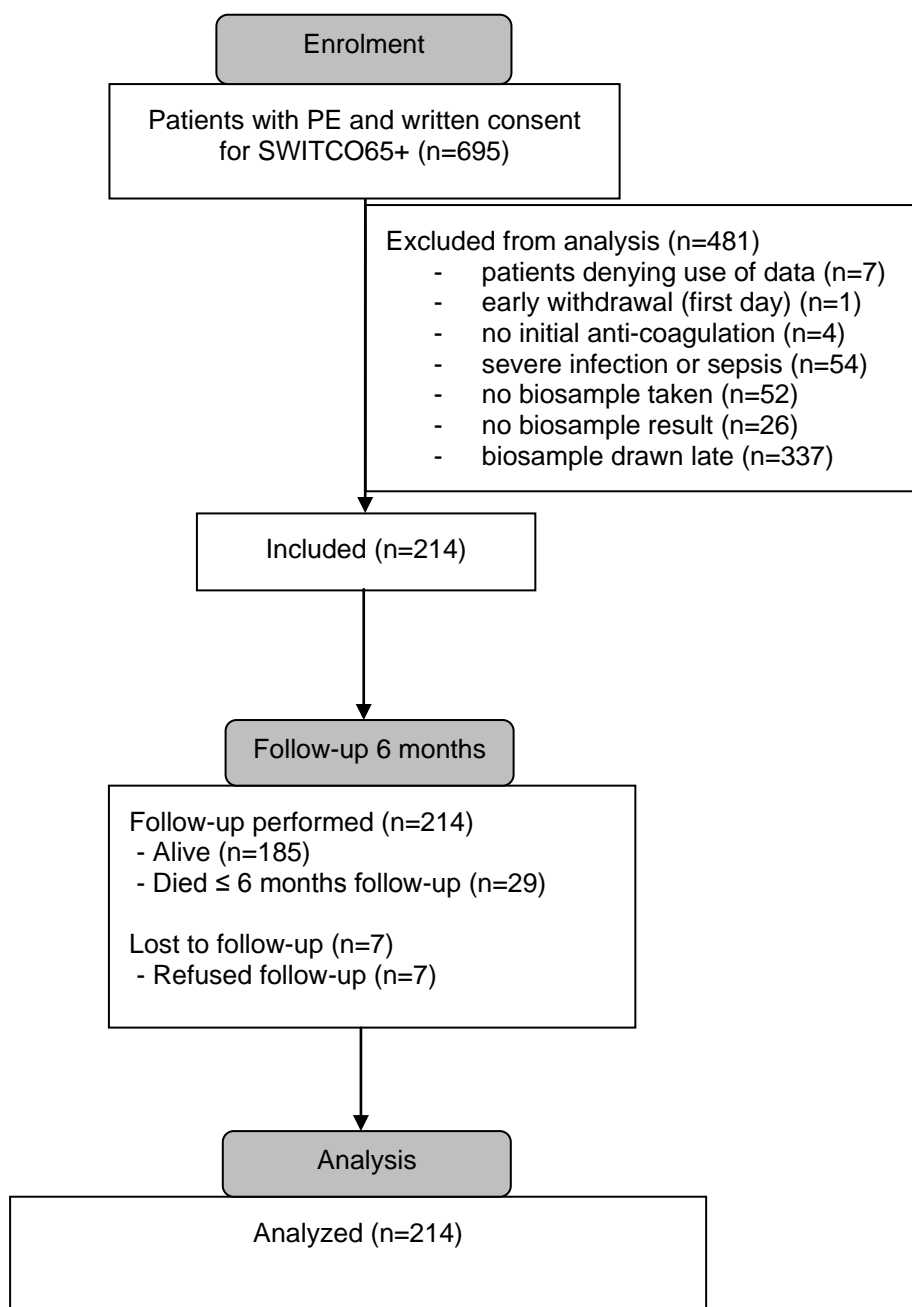 Enrolment
Patients with PE and written consent
for SWITCO65+ (n=695)
Excluded from analysis (n=481)
- patients denying use of data (n=7)
- early withdrawal (first day) (n=1)
- no initial anti-coagulation (n=4)
- severe infection or sepsis (n=54)
- no biosample taken (n=52)
- no biosample result (n=26)
- biosample drawn late (n=337)
Included (n=214)
Follow-up 6 months
Follow-up performed (n=214)
- Alive (n=185)
- Died ≤ 6 months follow-up (n=29)
Lost to follow-up (n=7)
- Refused follow-up (n=7)
Analysis
Analyzed (n=214)